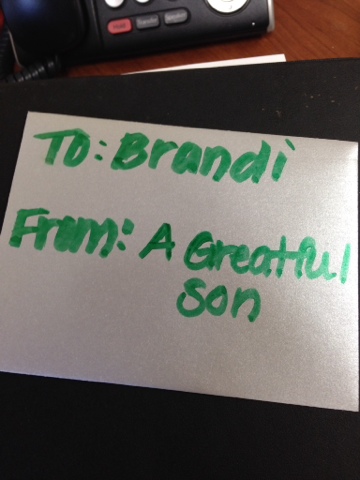 To: Brandi
From: A Greatful
Son